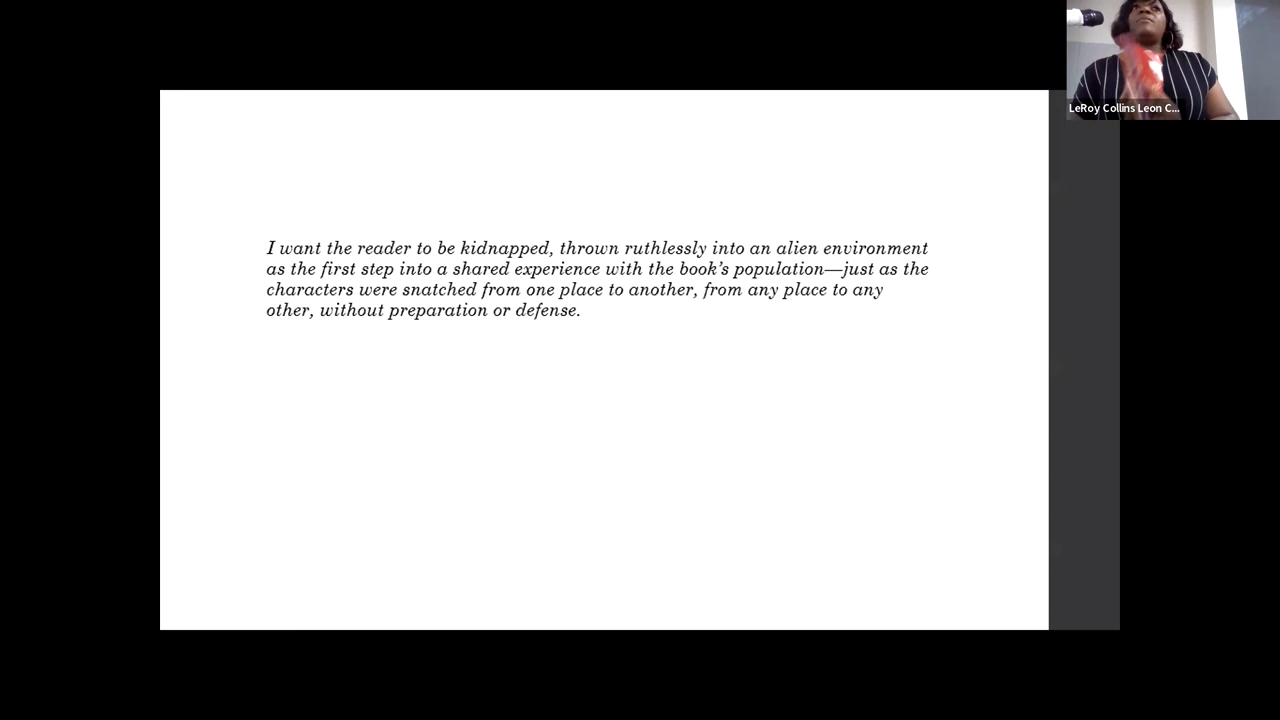 LeRoy Collins Leon C...
I want the reader to be kidnapped, thrown ruthlessly into an alien environment
as the first step into a shared experience with the book’s population—just as the
characters were snatched from one place to another, from any place to any
other, without preparation or defense.